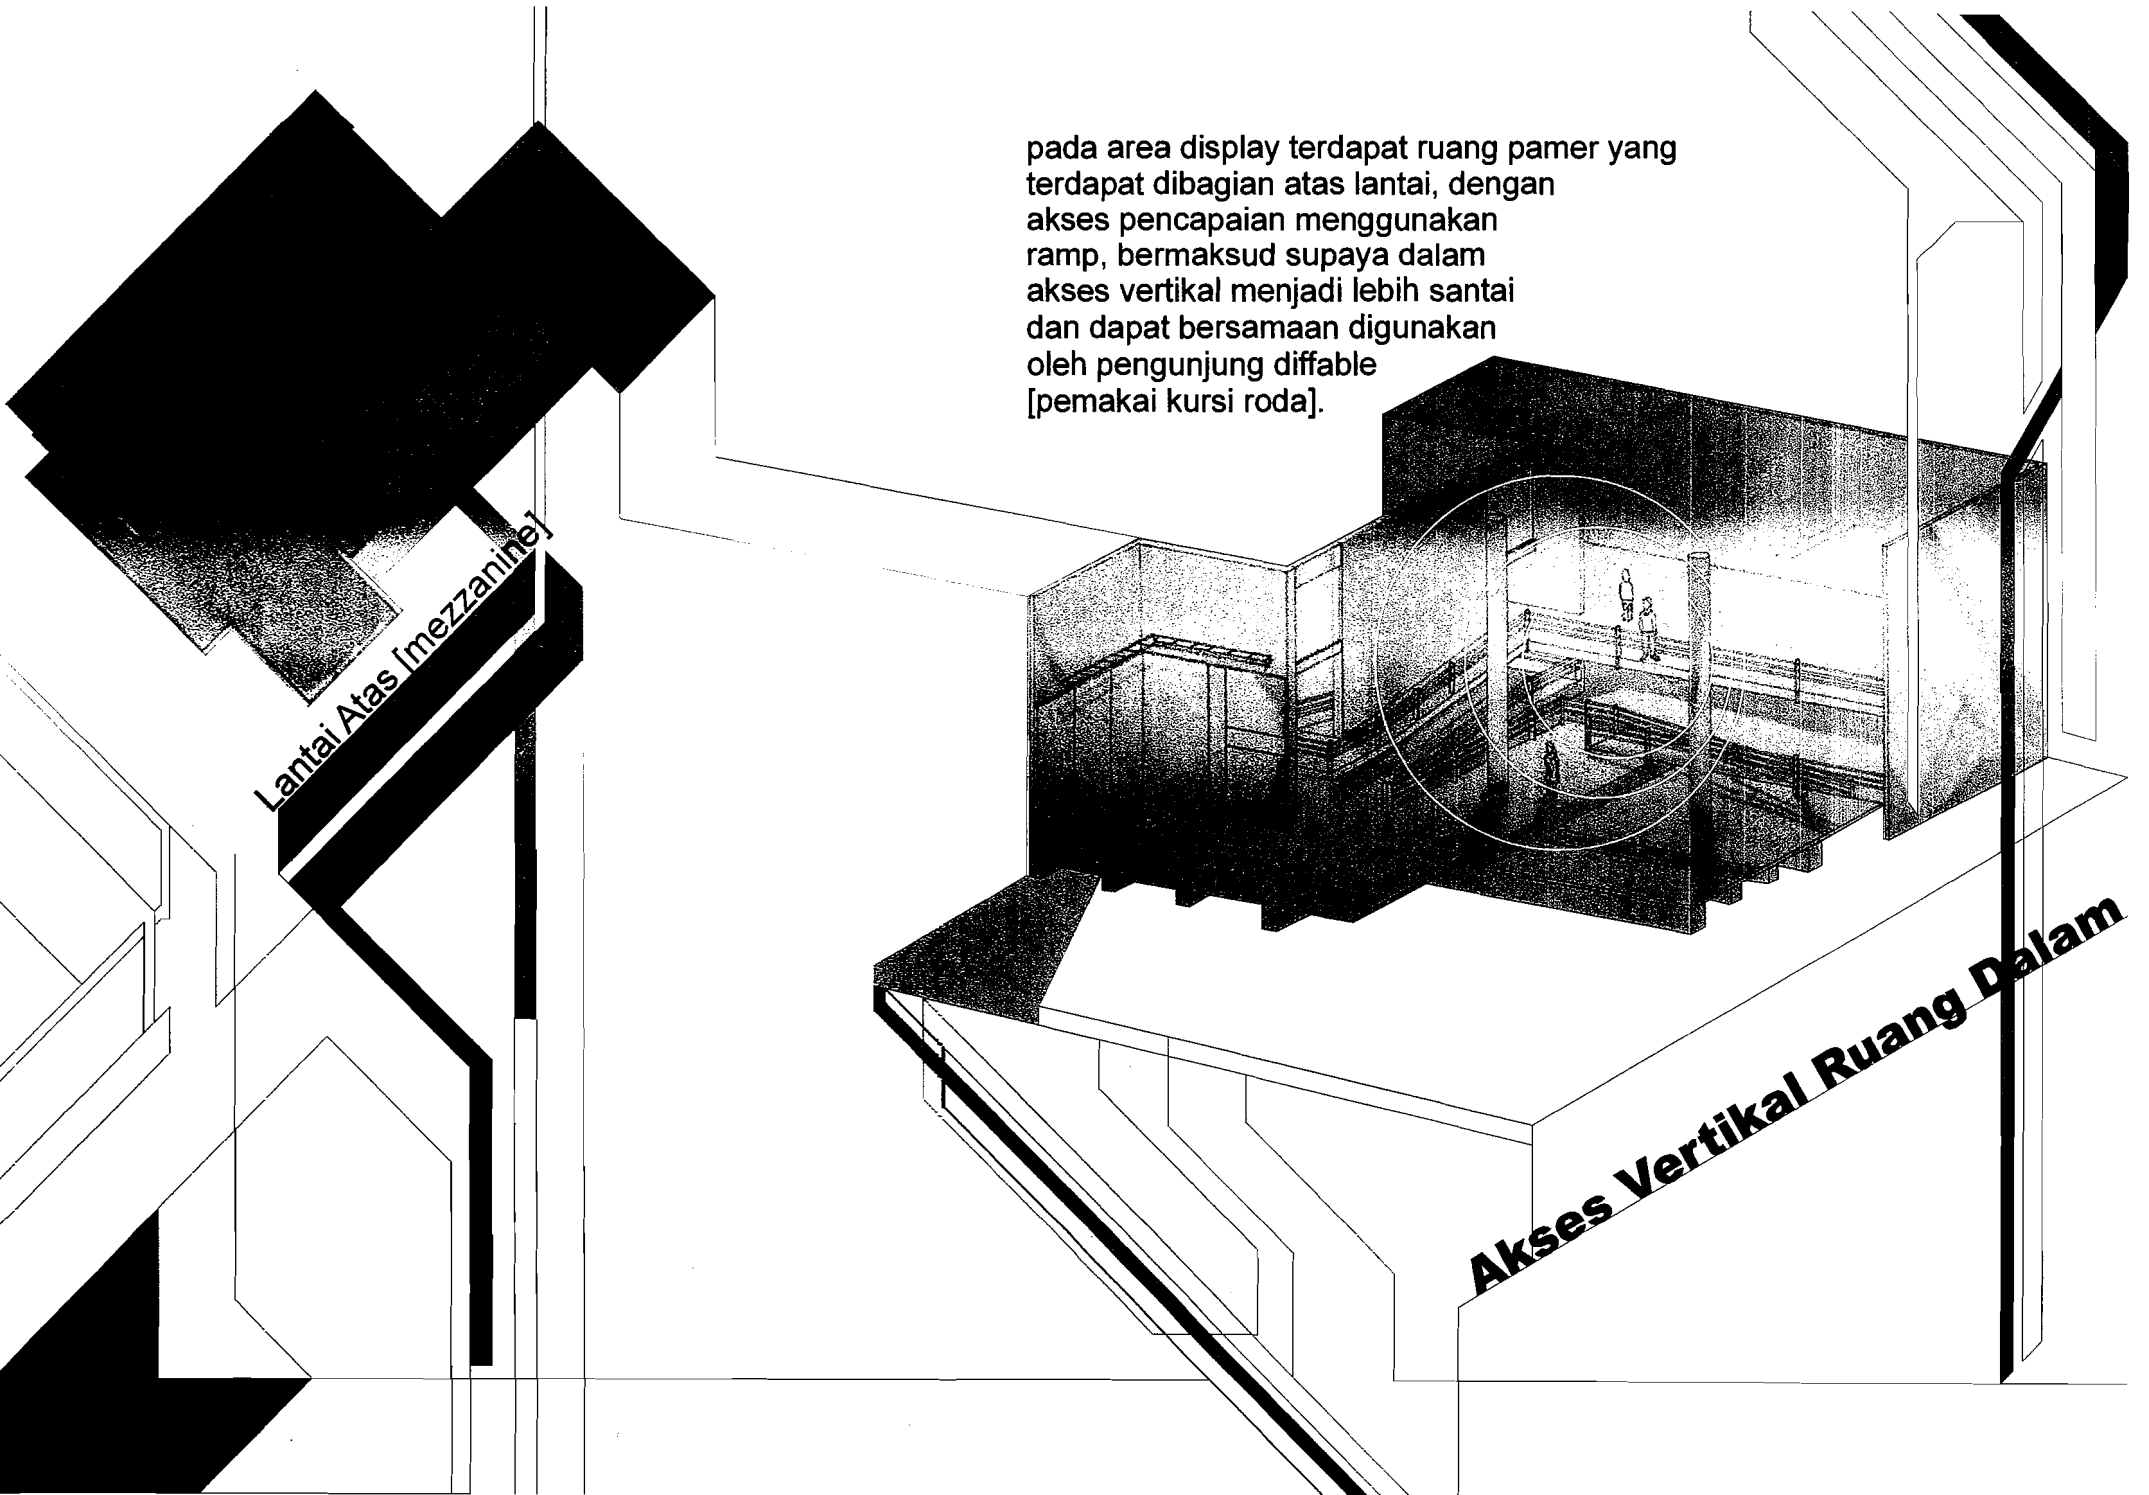 pada area display terdapat ruang pamer yang
terdapat dibagian atas lantai, dengan
akses pencapaian menggunakan
ramp, bermaksud supaya dalam
akses vertikal menjadi lebih santai
dan dapat bersamaan digunakan
oleh pengunjung diffable
[pemakai kursi roda].
Lantai Atas [mezzanine]
Akses Vertikal Ruang Dalam